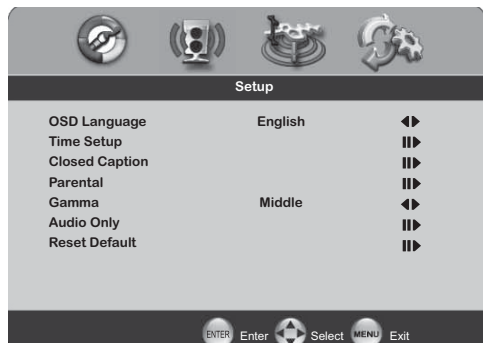 Setup
OSD Language English
Time Setup
Closed Caption
Parental
Gamma Middle
Audio Only
Reset Default
ENTER Enter Select MENU Exit